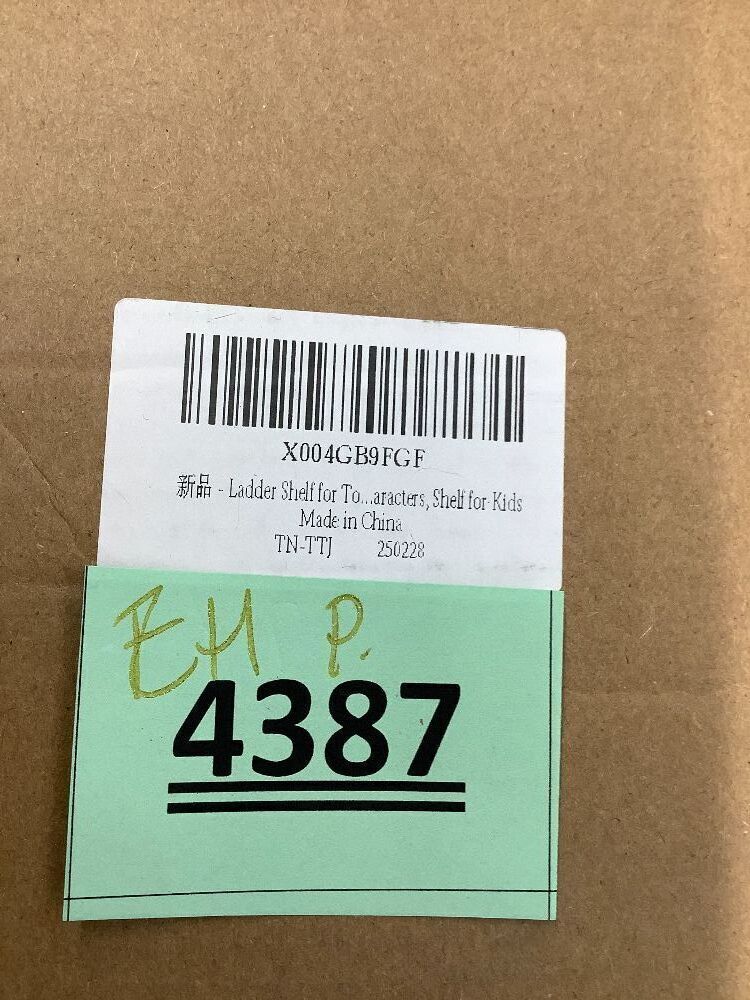 X004GB9FGF
新品 - Ladder Shelf for To...aracters, Shelf for Kids
Made in China
TN-TTJ 250228
EH P.
4387